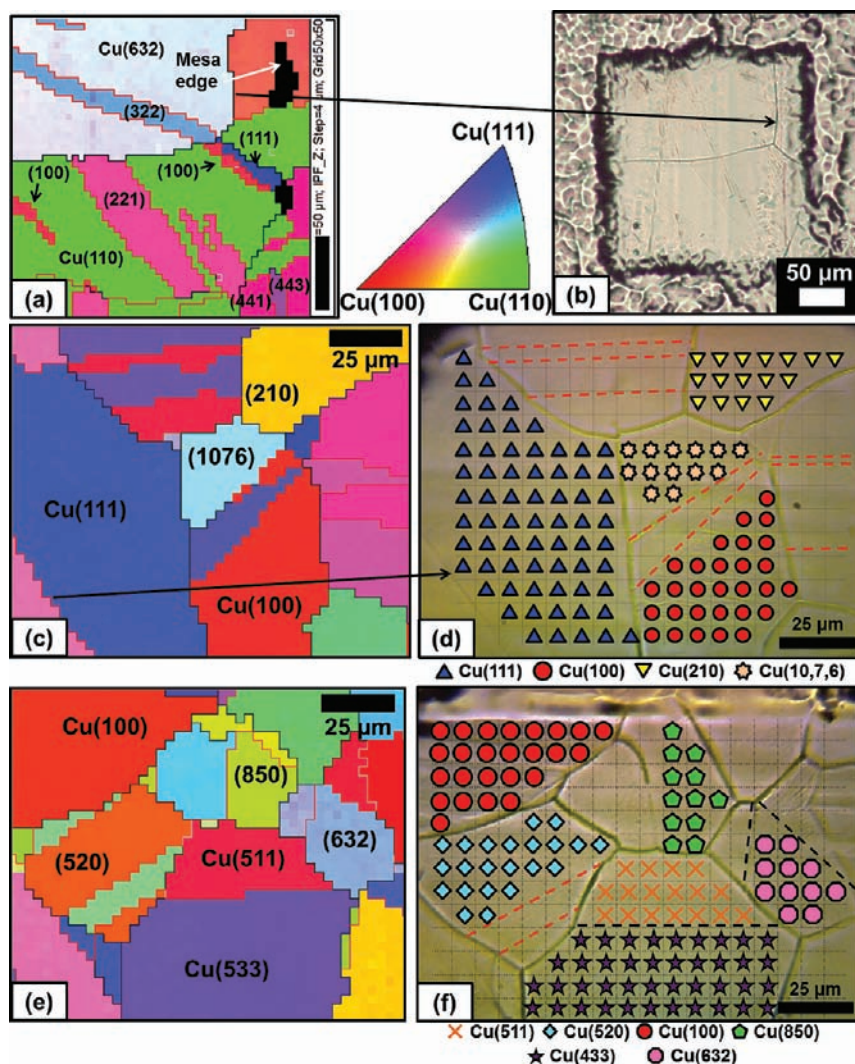 Cu(632)
Mesa
edge
(322)
(111)
(100)
(100)
(221)
Cu(110)
(441)
(443)
(a)
=50 µm; IPF_Z; Step=4 µm; Grid50x50
Cu(111)
Cu(100)
Cu(110)
(b)
50 µm
25 µm
(210)
(1076)
Cu(111)
Cu(100)
(c)
(d)
25 µm
Cu(111) Cu(100) Cu(210) Cu(10,7,6)
Cu(100)
25 µm
(850)
(632)
(520)
Cu(511)
Cu(533)
(e)
(f)
25 µm
Cu(511) Cu(520) Cu(100) Cu(850)
Cu(433) Cu(632)